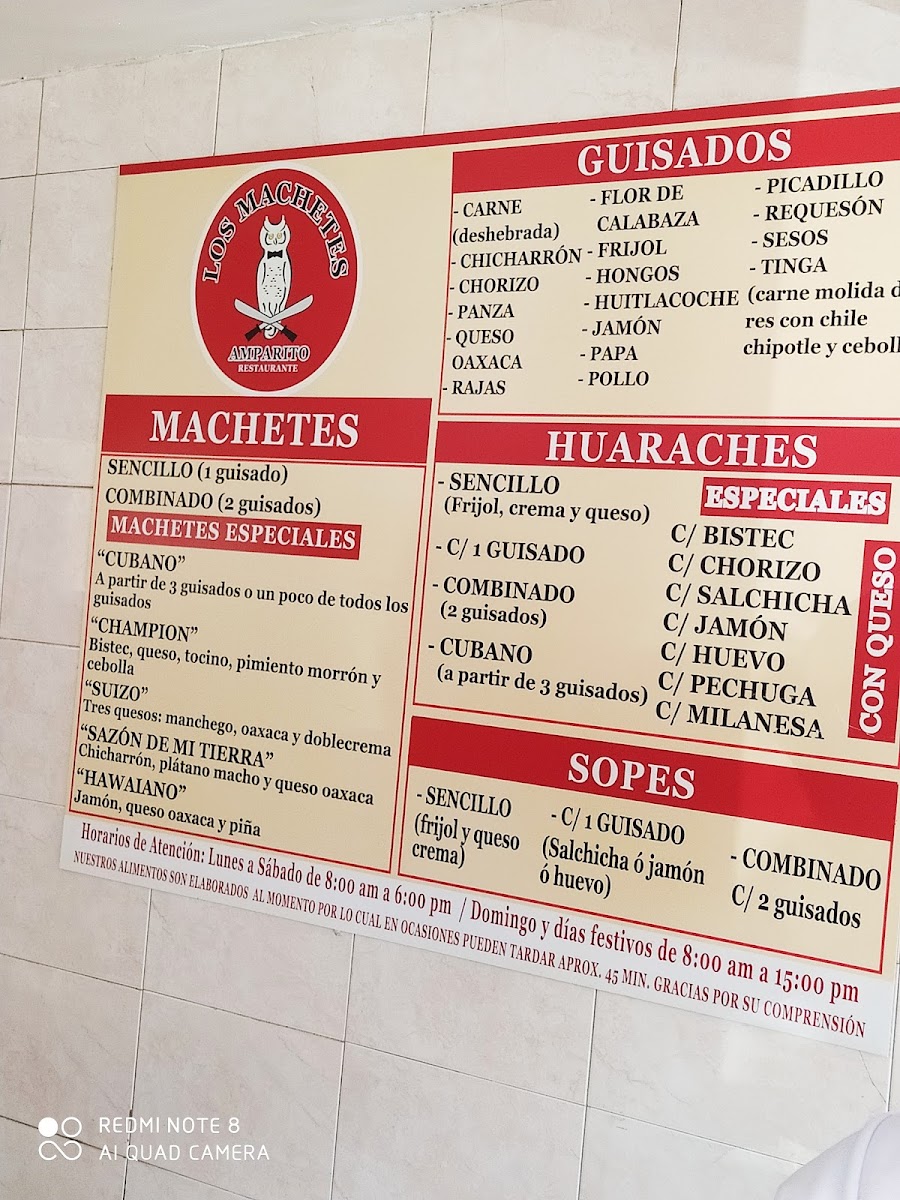 LOS MACHETES
AMPARITO
RESTAURANTE
MACHETES
SENCILLO (1 guisado)
COMBINADO (2 guisados)
MACHETES ESPECIALES
“CUBANO”
A partir de 3 guisados o un poco de todos los
guisados
“CHAMPION”
Bistec, queso, tocino, pimiento morrón y
cebolla
“SUIZO”
Tres quesos: manchego, oaxaca y doblecrema
“SAZÓN DE MI TIERRA”
Chicharrón, plátano macho y queso oaxaca
“HAWAIANO”
Jamón, queso oaxaca y piña
GUISADOS
- CARNE
(deshebrada)
- CHICHARRÓN
- CHORIZO
- PANZA
- QUESO
OAXACA
- RAJAS
- FLOR DE
CALABAZA
- FRIJOL
- HONGOS
- HUITLACOCHE
- JAMÓN
- PAPA
- POLLO
- PICADILLO
- REQUESÓN
- SESOS
- TINGA
(carne molida
res con chile
chipotle y
HUARACHES
- SENCILLO
(Frijol, crema y queso)
- C/ 1 GUISADO
- COMBINADO
(2 guisados)
- CUBANO
(a partir de 3 guisados)
ESPECIALES
C/ BISTEC
C/ CHORIZO
C/ SALCHICHA
C/ JAMÓN
C/ HUEVO
C/ PECHUGA
C/ MILANESA
CON QUESO
SOPES
- SENCILLO
(frijol y queso
crema)
- C/ 1 GUISADO
(Salchicha ó jamón
ó huevo)
- COMBINADO
C/ 2 guisados
Horarios de Atención: Lunes a Sábado de 8:00 am a 6:00 pm / Domingo y días festivos de 8:00 am a 15:00 pm
NUESTROS ALIMENTOS SON ELABORADOS AL MOMENTO POR LO CUAL EN OCASIONES PUEDEN TARDAR APROX. 45 MIN. GRACIAS POR SU COMPRENSIÓN
REDMI NOTE 8
AI QUAD CAMERA